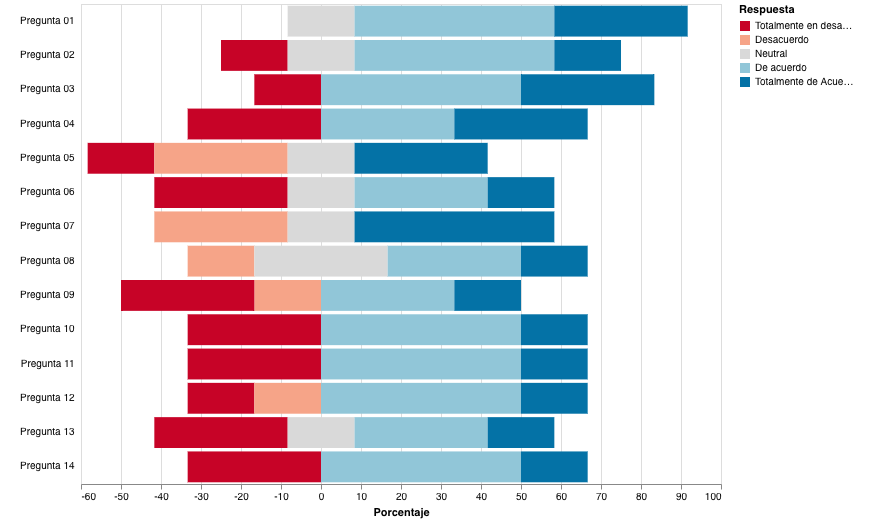 Respuesta
Totalmente en desa…
Desacuerdo
Neutral
De acuerdo
Totalmente de Acue…
Pregunta 01
Pregunta 02
Pregunta 03
Pregunta 04
Pregunta 05
Pregunta 06
Pregunta 07
Pregunta 08
Pregunta 09
Pregunta 10
Pregunta 11
Pregunta 12
Pregunta 13
Pregunta 14
-60 -50 -40 -30 -20 -10 0 10 20 30 40 50 60 70 80 90 100
Porcentaje